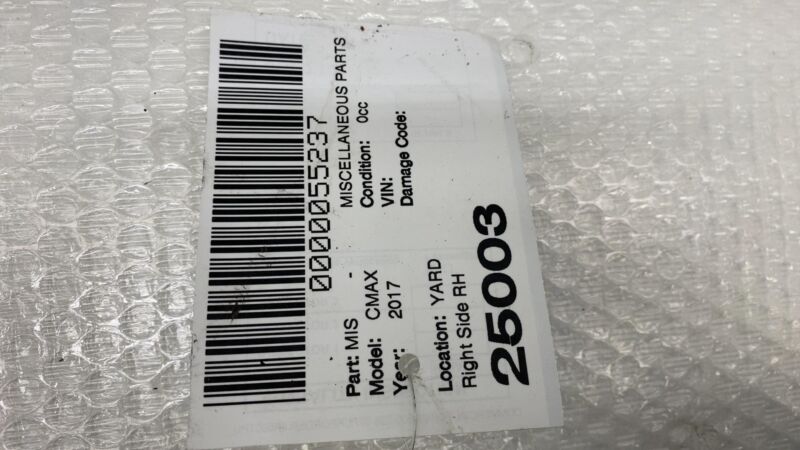 0000055237
Part: MIS - MISCELLANEOUS PARTS
Model: CMAX Condition: 0cc
Year: 2017 VIN:
Damage Code:
Location: YARD
Right Side RH
25003